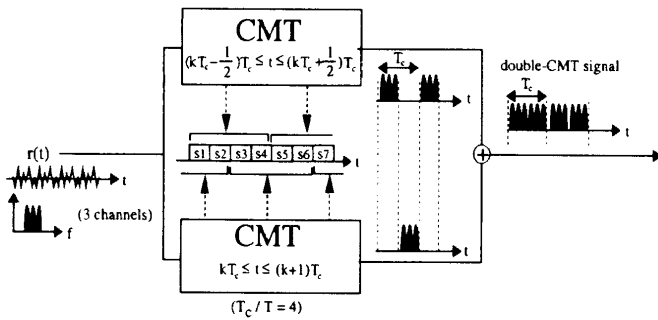 CMT
(kT_c - 1/2)T_c ≤ t ≤ (kT_c + 1/2)T_c
T_c
t
t
double-CMT signal
T_c
t
r(t)
t
s1 s2 s3 s4 s5 s6 s7
t
(3 channels)
f
CMT
kT_c ≤ t ≤ (k+1)T_c
t
(T_C / T = 4)